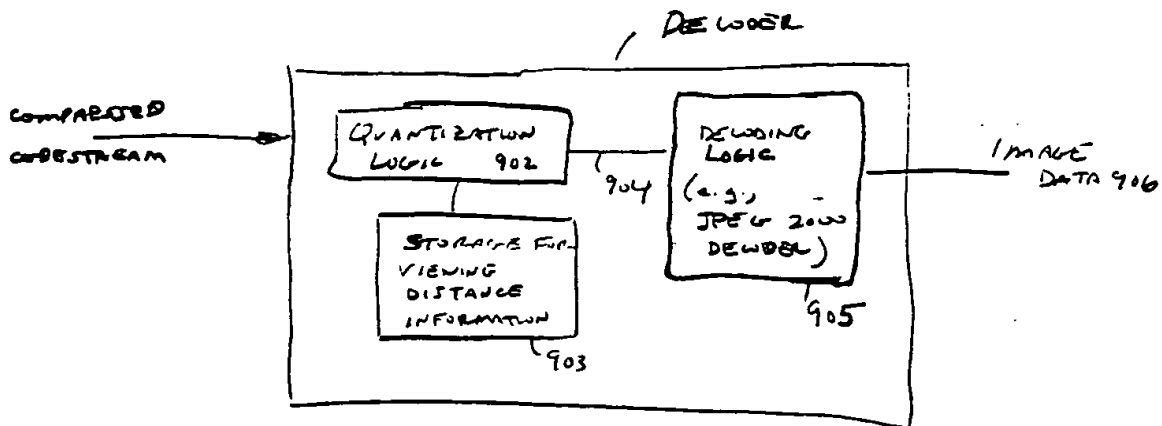 DECODER
COMPRESSED
CODESTREAM
QUANTIZATION
LOGIC 902
904
STORAGE FOR
VIEWING
DISTANCE
INFORMATION
903
DECODING
LOGIC
(e.g.,
JPEG 2000
DECODER)
905
IMAGE
DATA 906